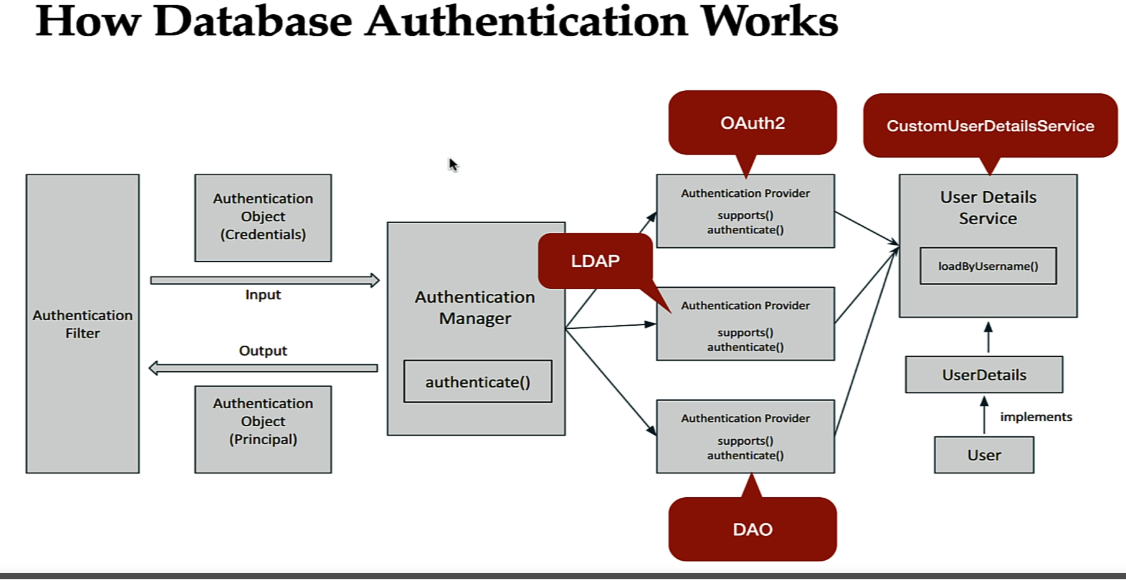 How Database Authentication Works
OAuth2
CustomUserDetailsService
Authentication
Filter
Authentication
Object
(Credentials)
Input
Output
Authentication
Object
(Principal)
Authentication
Manager
authenticate()
LDAP
Authentication Provider
supports()
authenticate()
Authentication Provider
supports()
authenticate()
Authentication Provider
supports()
authenticate()
DAO
User Details
Service
loadByUsername()
UserDetails
implements
User